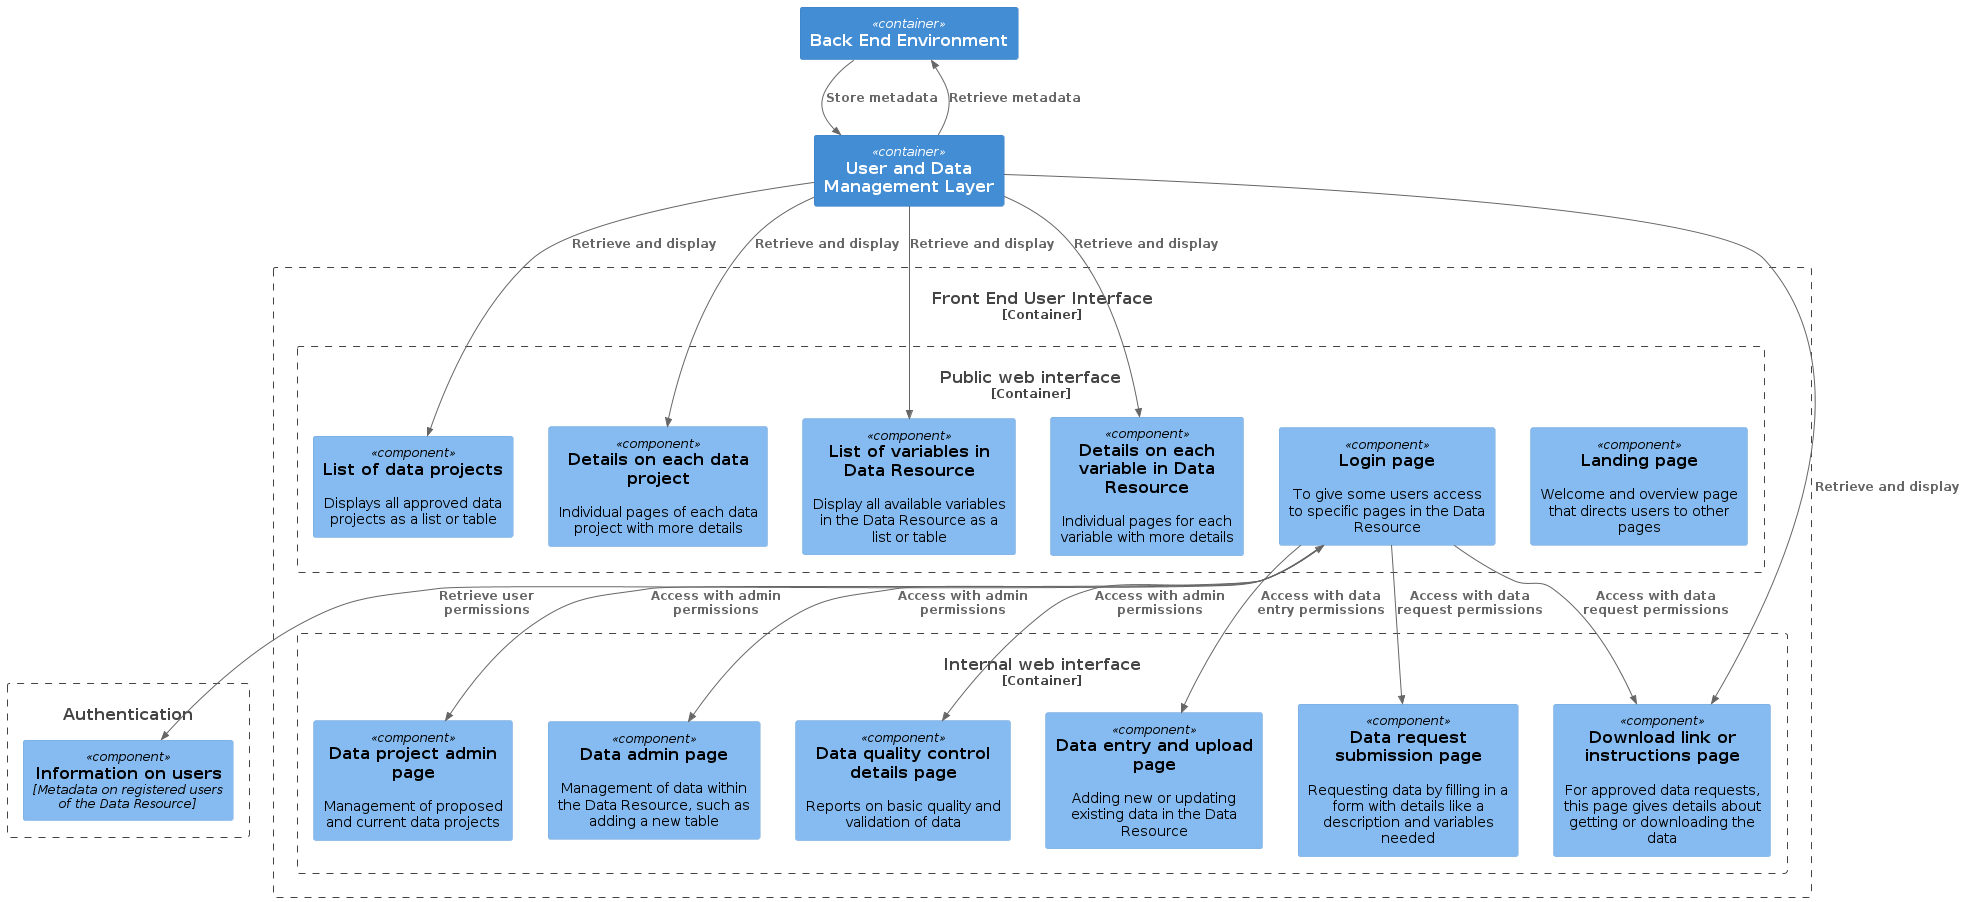 «container»
Back End Environment
Store metadata
Retrieve metadata
«container»
User and Data
Management Layer
Retrieve and display
Retrieve and display
Retrieve and display
Retrieve and display
Front End User Interface
[Container]
Public web interface
[Container]
«component»
List of data projects
Displays all approved data
projects as a list or table
«component»
Details on each data
project
Individual pages of each data
project with more details
«component»
List of variables in
Data Resource
Display all available variables
in the Data Resource as a
list or table
«component»
Details on each
variable in Data
Resource
Individual pages for each
variable with more details
«component»
Login page
To give some users access
to specific pages in the Data
Resource
«component»
Landing page
Welcome and overview page
that directs users to other
pages
Retrieve and display
Retrieve user
permissions
Access with admin
permissions
Access with admin
permissions
Access with admin
permissions
Access with data
entry permissions
Access with data
request permissions
Access with data
request permissions
Internal web interface
[Container]
Authentication
«component»
Information on users
[Metadata on registered users
of the Data Resource]
«component»
Data project admin
page
Management of proposed
and current data projects
«component»
Data admin page
Management of data within
the Data Resource, such as
adding a new table
«component»
Data quality control
details page
Reports on basic quality and
validation of data
«component»
Data entry and upload
page
Adding new or updating
existing data in the Data
Resource
«component»
Data request
submission page
Requesting data by filling in a
form with details like a
description and variables
needed
«component»
Download link or
instructions page
For approved data requests,
this page gives details about
getting or downloading the
data